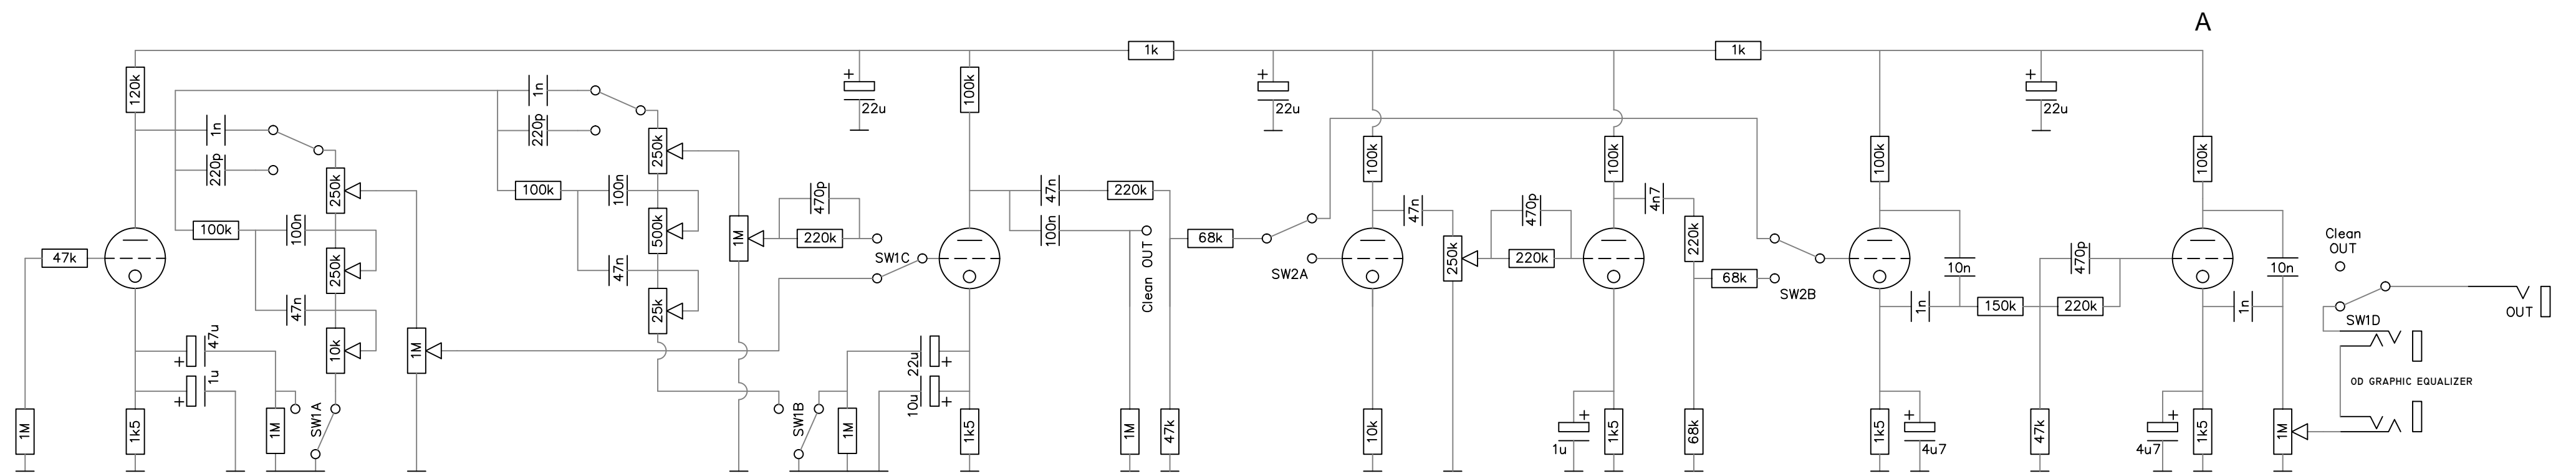 A
1k
1k
120k
1n
22u
100k
22u
22u
1n
220p
220p
250k
250k
100k
100k
100k
100k
100k
100n
470p
47n
220k
47n
470p
4n7
470p
100k
100n
500k
1M
220k
SW1C
100n
Clean OUT
68k
SW2A
250k
220k
220k
68k
SW2B
10n
150k
220k
10n
Clean
OUT
47k
250k
47n
47n
25k
1n
1n
SW1D
OUT
47u
1u
10k
1M
22u
10u
OD GRAPHIC EQUALIZER
1M
1k5
1M
SW1A
SW1B
1M
1k5
1M
47k
10k
1u
1k5
68k
1k5
4u7
47k
4u7
1k5
1M